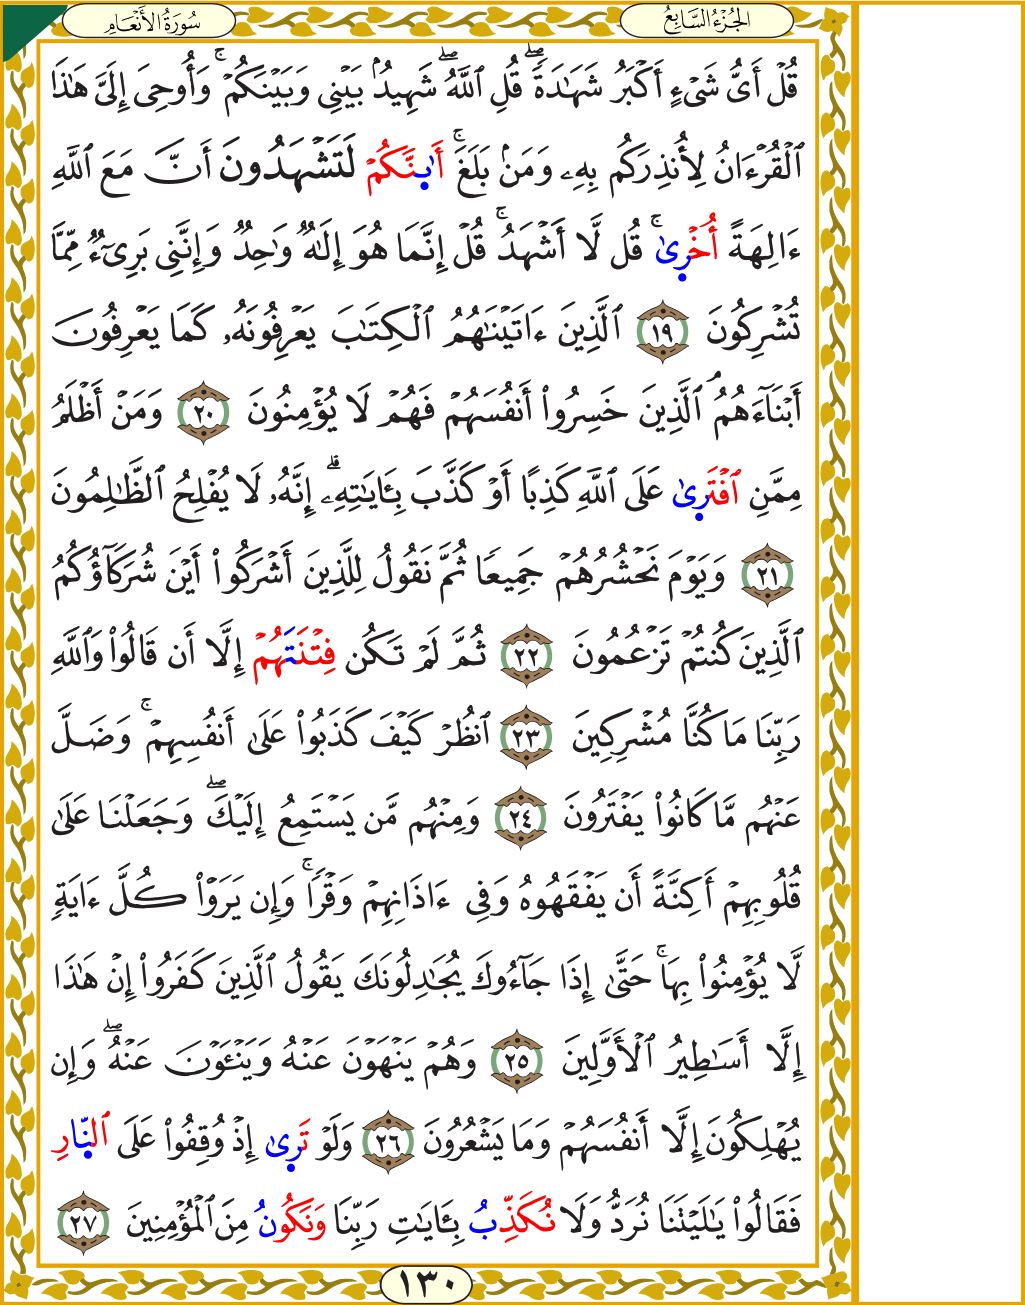 الجُزْءُ السَّابِعُ
سُورَةُ الأَنْعَامِ
قُلْ أَىُّ شَىْءٍ أَكْبَرُ شَهَٰدَةًۖ قُلِ ٱللَّهُۖ شَهِيدٌۢ بَيْنِى وَبَيْنَكُمْۚ وَأُوحِىَ إِلَىَّ هَٰذَا
ٱلْقُرْءَانُ لِأُنذِرَكُم بِهِۦ وَمَنۢ بَلَغَۚ أَٰئِنَّكُمْ لَتَشْهَدُونَ أَنَّ مَعَ ٱللَّهِ
ءَالِهَةً أُخْرٜىٰۚ قُل لَّا أَشْهَدُۚ قُلْ إِنَّمَا هُوَ إِلَٰهٌ وَٰحِدٌ وَإِنَّنِى بَرِىٓءٌ مِّمَّا
تُشْرِكُونَ ١٩ ٱلَّذِينَ ءَاتَيْنَٰهُمُ ٱلْكِتَٰبَ يَعْرِفُونَهُۥ كَمَا يَعْرِفُونَ
أَبْنَآءَهُمُۘ ٱلَّذِينَ خَسِرُوا۟ أَنفُسَهُمْ فَهُمْ لَا يُؤْمِنُونَ ٢٠ وَمَنْ أَظْلَمُ
مِمَّنِ ٱفْتَرٜىٰ عَلَى ٱللَّهِ كَذِبًا أَوْ كَذَّبَ بِـَٔايَٰتِهِۦۗ إِنَّهُۥ لَا يُفْلِحُ ٱلظَّٰلِمُونَ
٢١ وَيَوْمَ نَحْشُرُهُمْ جَمِيعًا ثُمَّ نَقُولُ لِلَّذِينَ أَشْرَكُوا۟ أَيْنَ شُرَكَآؤُكُمُ
ٱلَّذِينَ كُنتُمْ تَزْعُمُونَ ٢٢ ثُمَّ لَمْ تَكُن فِتْنَتَهُمْ إِلَّا أَن قَالُوا۟ وَٱللَّهِ
رَبِّنَا مَا كُنَّا مُشْرِكِينَ ٢٣ ٱنظُرْ كَيْفَ كَذَبُوا۟ عَلَىٰ أَنفُسِهِمْۚ وَضَلَّ
عَنْهُم مَّا كَانُوا۟ يَفْتَرُونَ ٢٤ وَمِنْهُم مَّن يَسْتَمِعُ إِلَيْكَۖ وَجَعَلْنَا عَلَىٰ
قُلُوبِهِمْ أَكِنَّةً أَن يَفْقَهُوهُ وَفِى ءَاذَانِهِمْ وَقْرًاۚ وَإِن يَرَوْا۟ كُلَّ ءَايَةٍ
لَّا يُؤْمِنُوا۟ بِهَاۚ حَتَّىٰ إِذَا جَآءُوكَ يُجَٰدِلُونَكَ يَقُولُ ٱلَّذِينَ كَفَرُوا۟ إِنْ هَٰذَا
إِلَّا أَسَٰطِيرُ ٱلْأَوَّلِينَ ٢٥ وَهُمْ يَنْهَوْنَ عَنْهُ وَيَنْـَٔوْنَ عَنْهُۖ وَإِن
يُهْلِكُونَ إِلَّا أَنفُسَهُمْ وَمَا يَشْعُرُونَ ٢٦ وَلَوْ تَرٜىٰ إِذْ وُقِفُوا۟ عَلَى ٱلنّٜارِ
فَقَالُوا۟ يَٰلَيْتَنَا نُرَدُّ وَلَا نُكَذِّبُ بِـَٔايَٰتِ رَبِّنَا وَنَكُونُ مِنَ ٱلْمُؤْمِنِينَ ٢٧
١٣٠